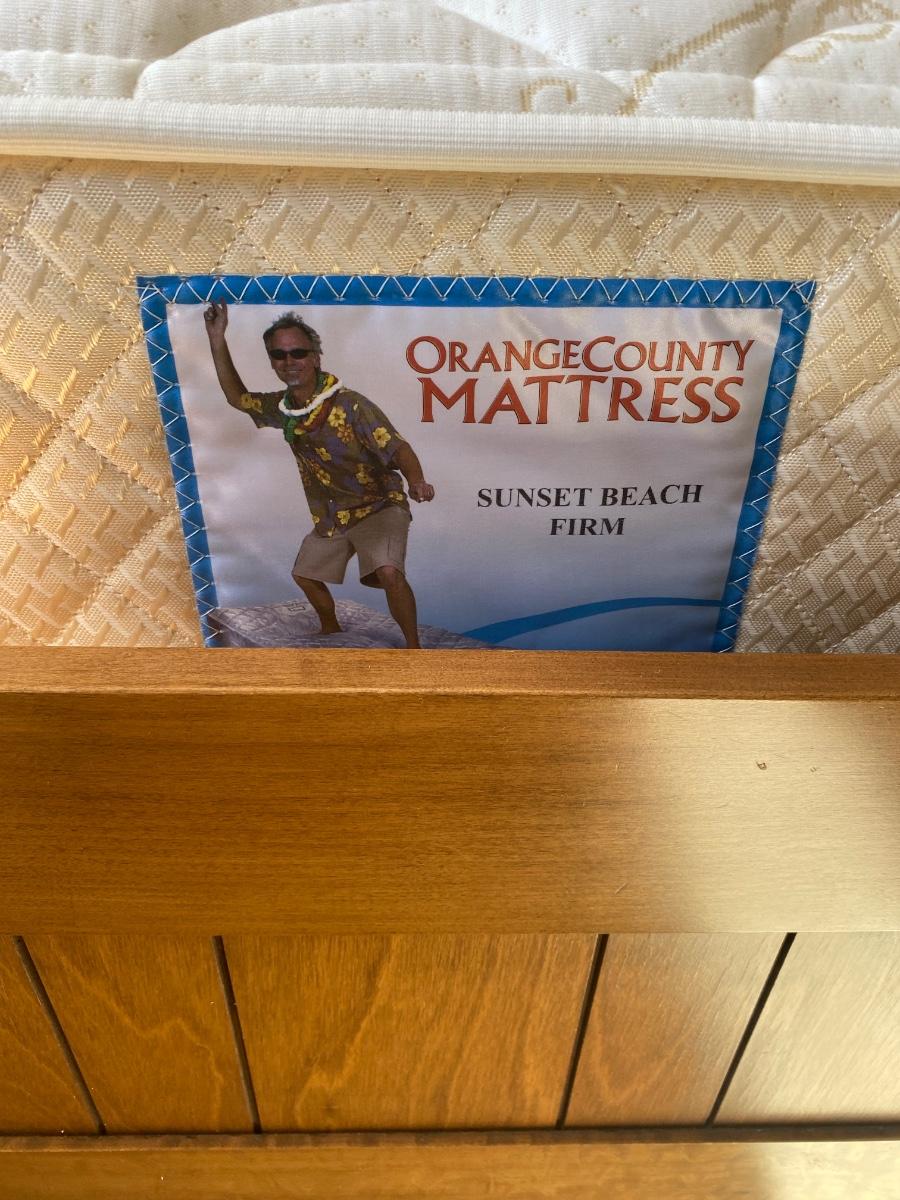 ORANGECOUNTY
MATTRESS
SUNSET BEACH
FIRM